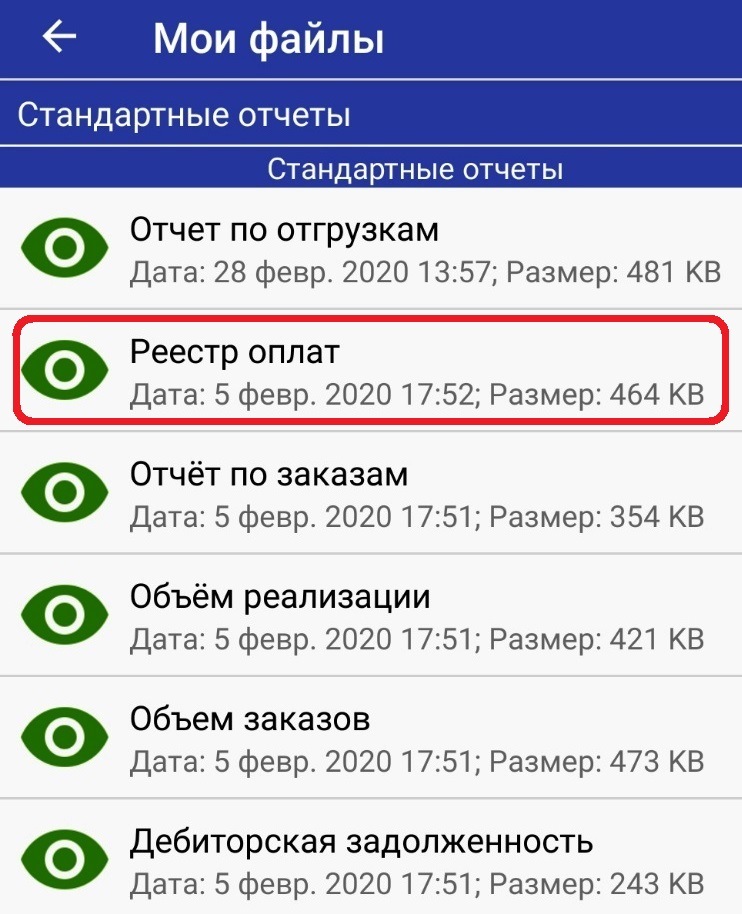 Мои файлы
Стандартные отчеты
Стандартные отчеты
Отчет по отгрузкам
Дата: 28 февр. 2020 13:57; Размер: 481 KB
Реестр оплат
Дата: 5 февр. 2020 17:52; Размер: 464 KB
Отчёт по заказам
Дата: 5 февр. 2020 17:51; Размер: 354 KB
Объём реализации
Дата: 5 февр. 2020 17:51; Размер: 421 KB
Объем заказов
Дата: 5 февр. 2020 17:51; Размер: 473 KB
Дебиторская задолженность
Дата: 5 февр. 2020 17:51; Размер: 243 KB